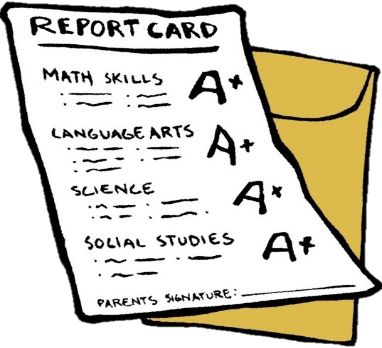 REPORT CARD
MATH SKILLS A+
LANGUAGE ARTS A+
SCIENCE A+
SOCIAL STUDIES A+
PARENTS SIGNATURE: